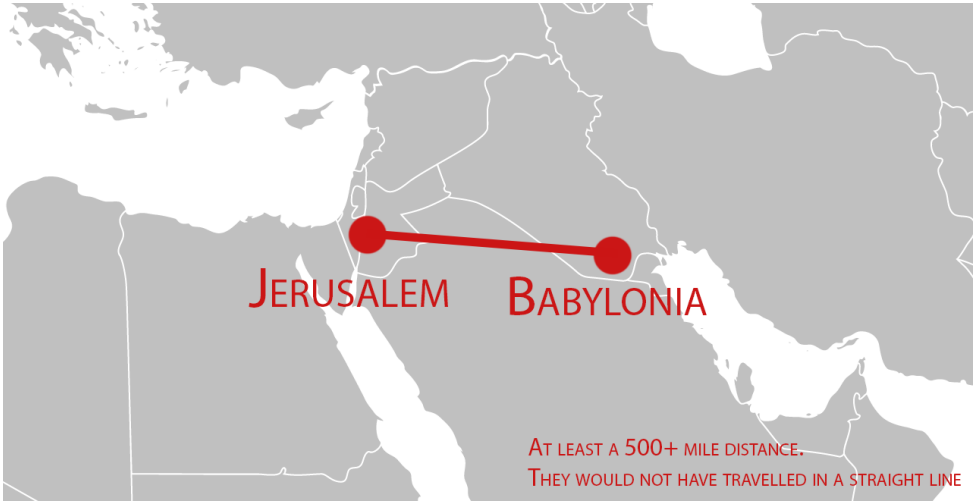 Jerusalem
Babylonia
At least a 500+ mile distance.
They would not have travelled in a straight line